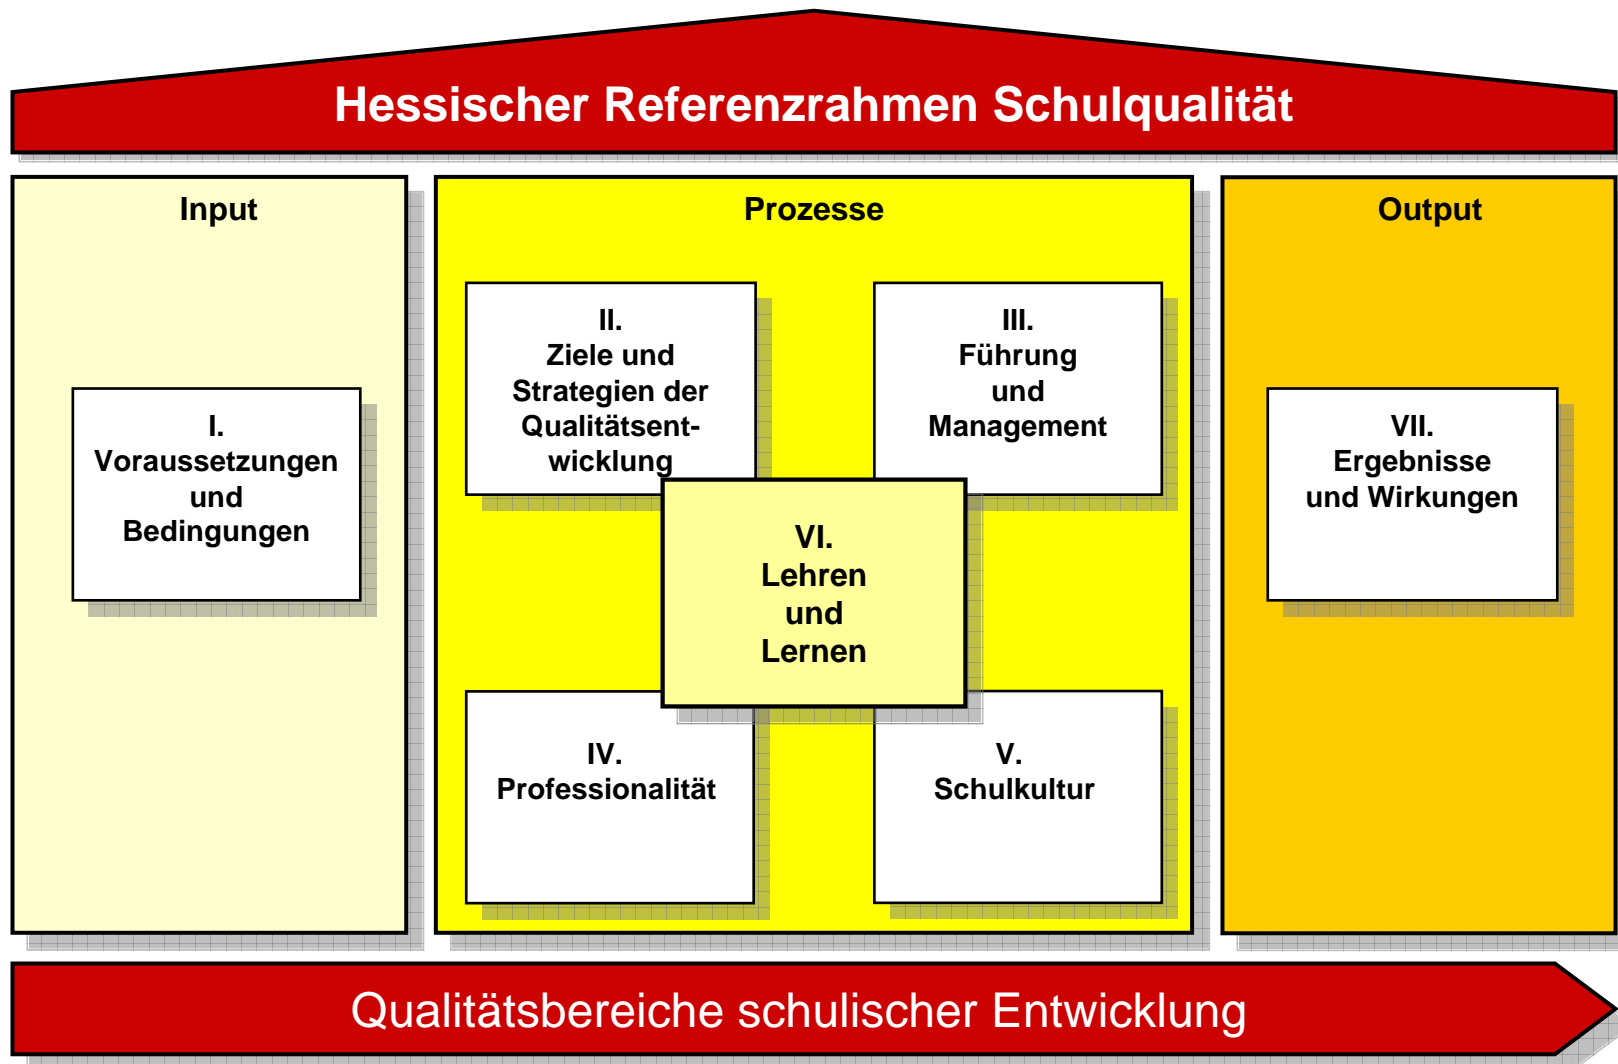 Hessischer Referenzrahmen Schulqualität
Input
I.
Voraussetzungen
und
Bedingungen
Prozesse
II.
Ziele und
Strategien der
Qualitätsent-
wicklung
III.
Führung
und
Management
VI.
Lehren
und
Lernen
IV.
Professionalität
V.
Schulkultur
Output
VII.
Ergebnisse
und Wirkungen
Qualitätsbereiche schulischer Entwicklung